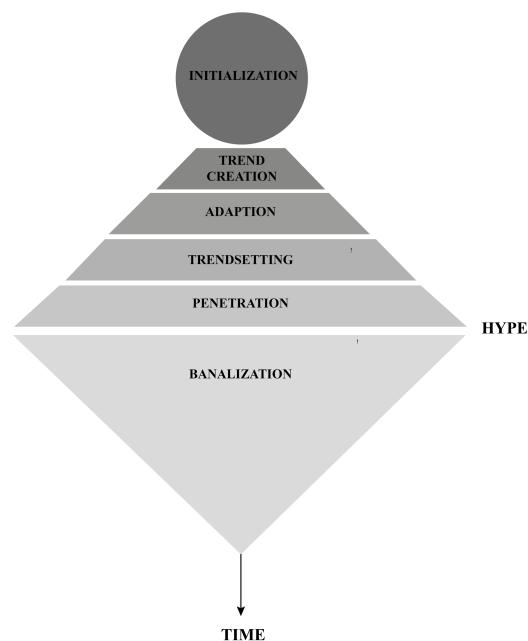 INITIALIZATION
TREND
CREATION
ADAPTION
TRENDSETTING
!
PENETRATION
HYPE
!
BANALIZATION
TIME